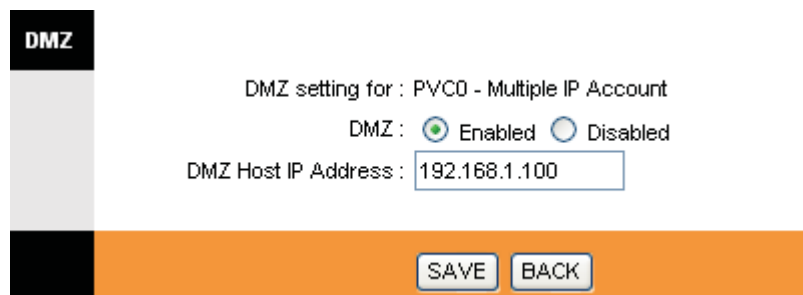 DMZ
DMZ setting for : PVC0 - Multiple IP Account
DMZ : Enabled Disabled
DMZ Host IP Address : 192.168.1.100
SAVE BACK